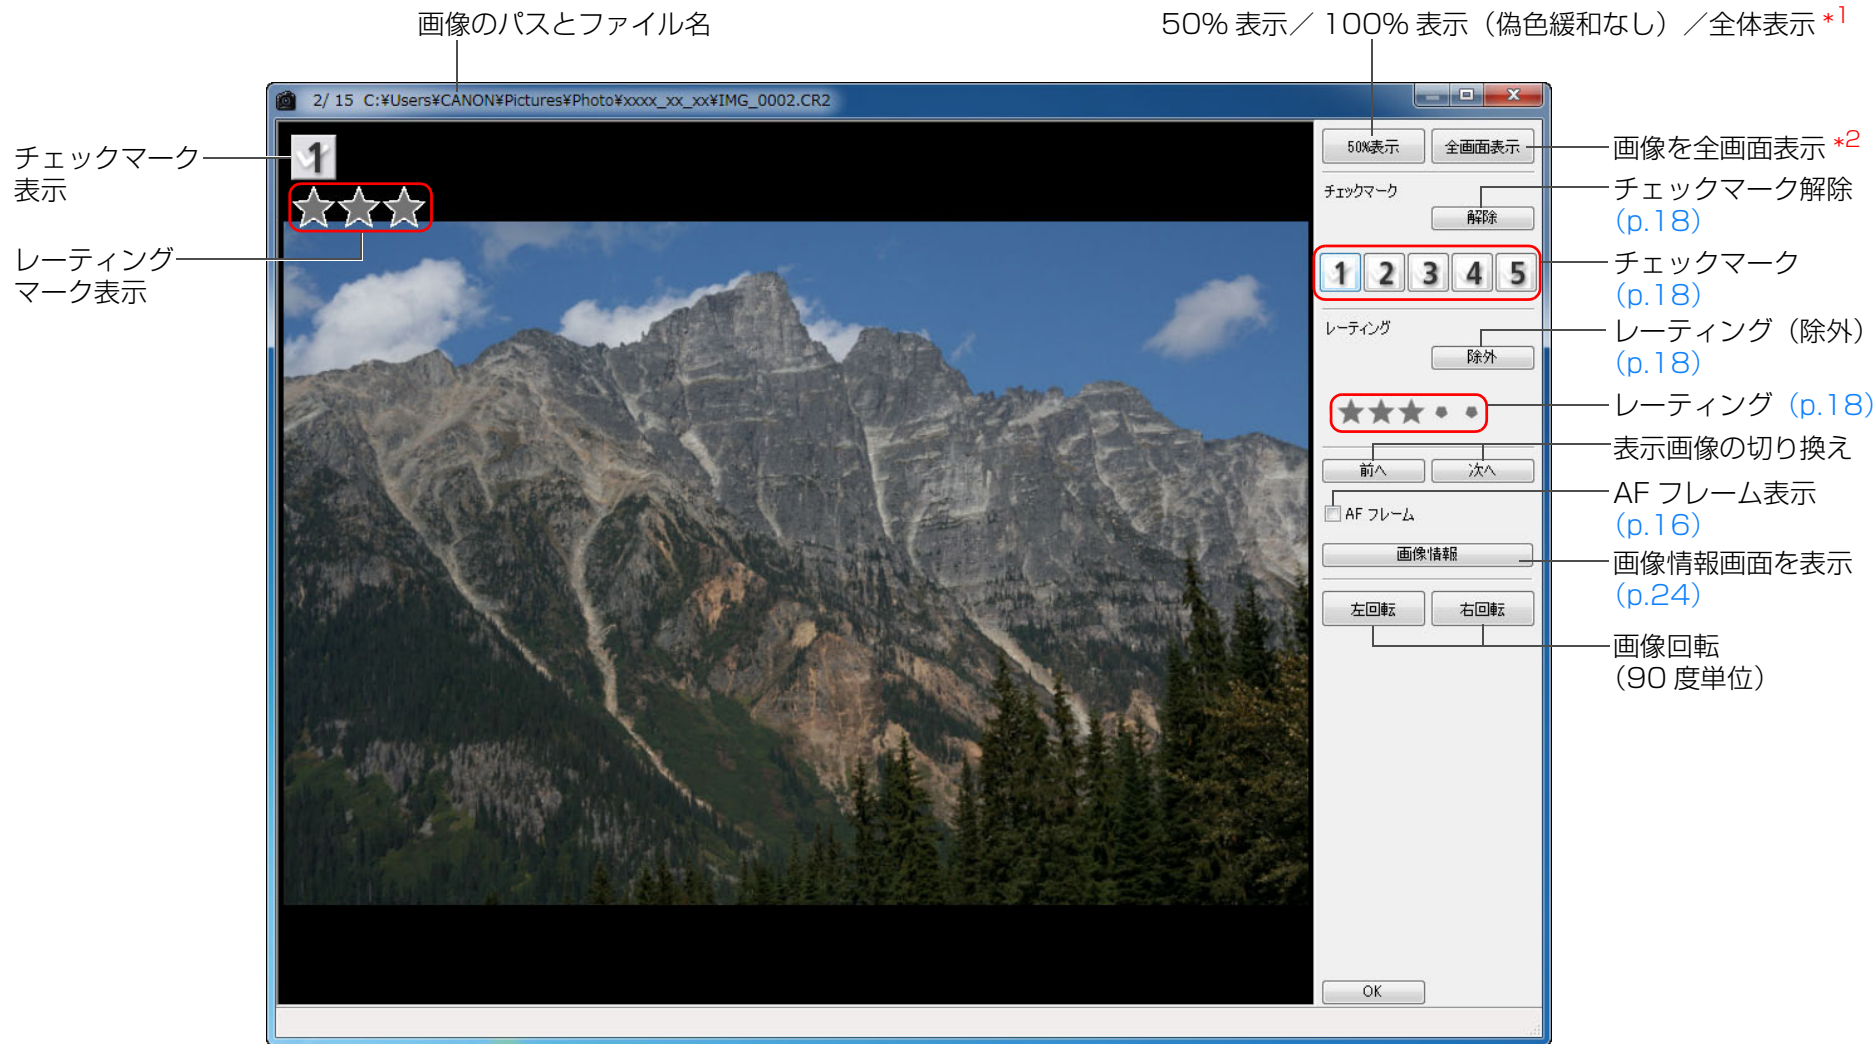 画像のパスとファイル名
50% 表示／ 100% 表示（偽色緩和なし）／全体表示 *1
2/ 15 C:¥Users¥CANON¥Pictures¥Photo¥xxxx_xx_xx¥IMG_0002.CR2
チェックマーク
表示
1
レーティング
マーク表示
50%表示
全画面表示
画像を全画面表示 *2
チェックマーク
解除
チェックマーク解除
（p.18）
1 2 3 4 5
チェックマーク
（p.18）
レーティング
除外
レーティング（除外）
（p.18）
レーティング（p.18）
前へ
次へ
表示画像の切り換え
AF フレーム
AF フレーム表示
（p.16）
画像情報
画像情報画面を表示
（p.24）
左回転
右回転
画像回転
（90 度単位）
OK